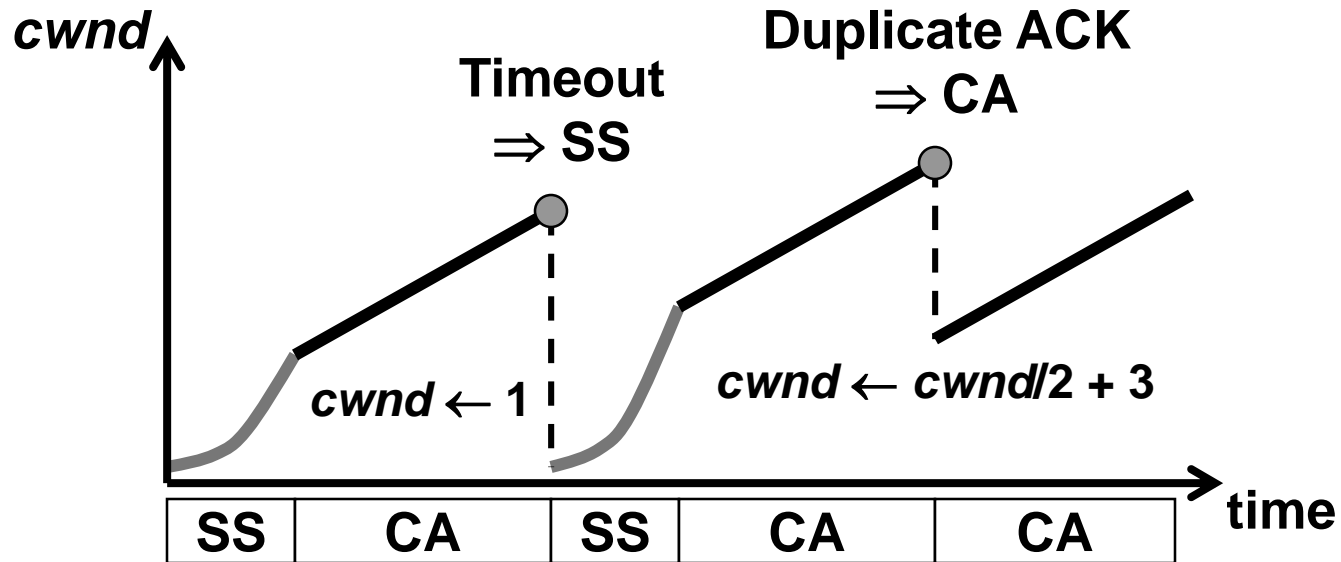 cwnd
Duplicate ACK
⇒ CA
Timeout
⇒ SS
cwnd ← 1
cwnd ← cwnd/2 + 3
time
SS CA SS CA CA